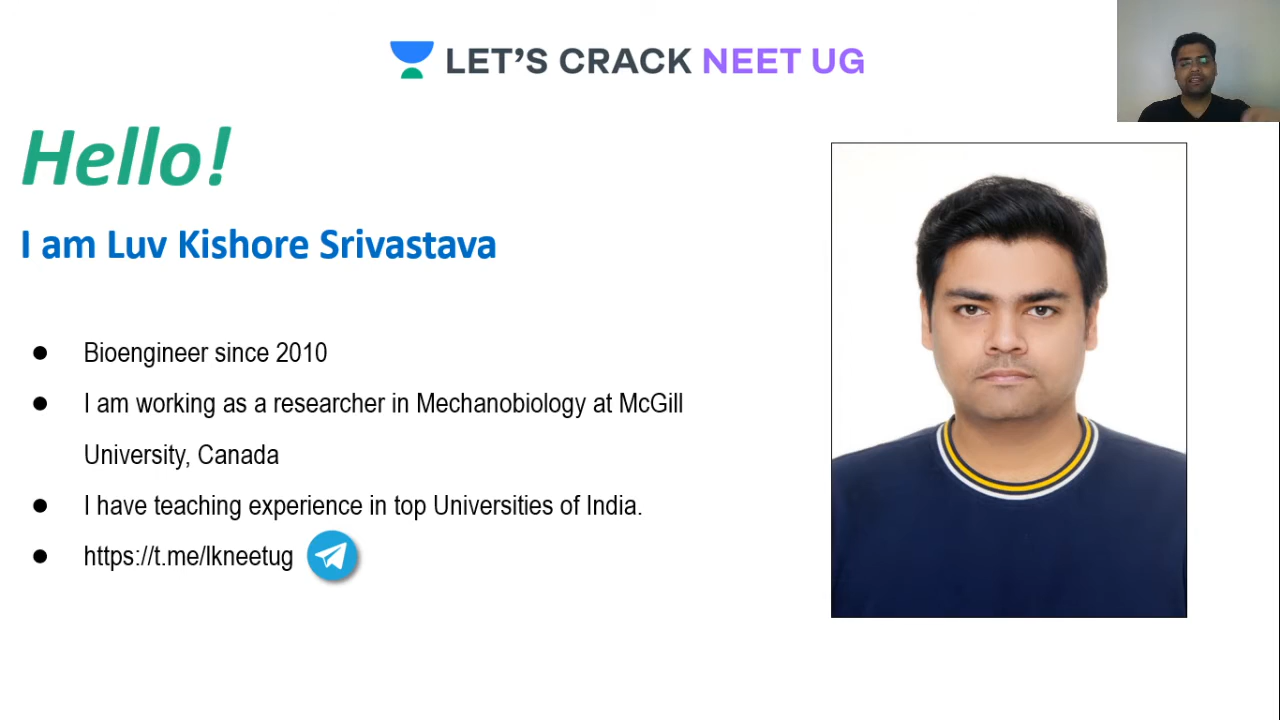 LET'S CRACK NEET UG
Hello!
I am Luv Kishore Srivastava
● Bioengineer since 2010
● I am working as a researcher in Mechanobiology at McGill
University, Canada
● I have teaching experience in top Universities of India.
● https://t.me/lkneetug